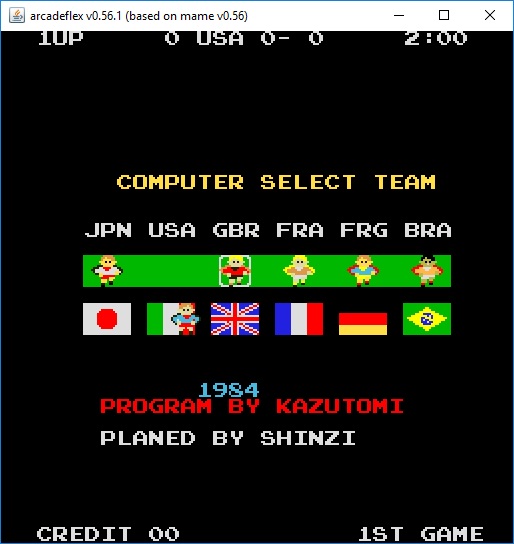 arcadeflex v0.56.1 (based on mame v0.56)
1UP 0 USA 0- 0 2:00
COMPUTER SELECT TEAM
JPN USA GBR FRA FRG BRA
1984
PROGRAM BY KAZUTOMI
PLANED BY SHINZI
CREDIT 00 1ST GAME